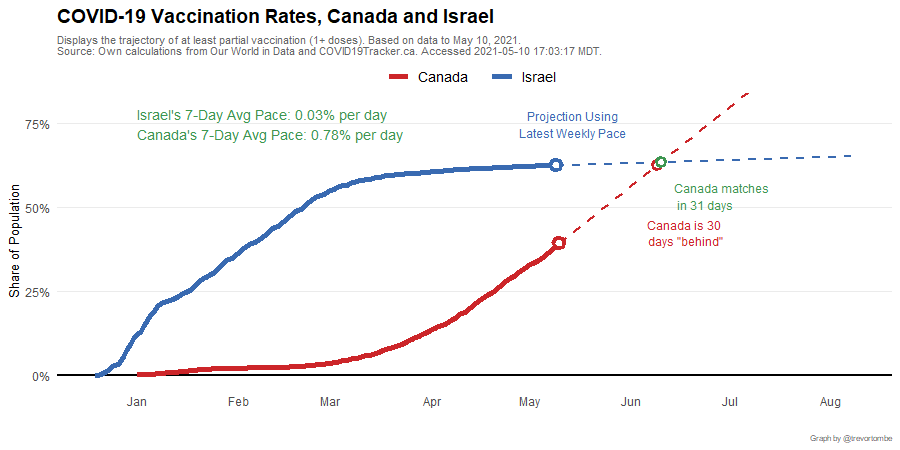 COVID-19 Vaccination Rates, Canada and Israel
Displays the trajectory of at least partial vaccination (1+ doses). Based on data to May 10, 2021.
Source: Own calculations from Our World in Data and COVID19Tracker.ca. Accessed 2021-05-10 17:03:17 MDT.
Canada Israel
Israel's 7-Day Avg Pace: 0.03% per day
Canada's 7-Day Avg Pace: 0.78% per day
Projection Using
Latest Weekly Pace
Canada matches
in 31 days
Canada is 30
days "behind"
Share of Population
75%
50%
25%
0%
Jan Feb Mar Apr May Jun Jul Aug
Graph by @trevortombe